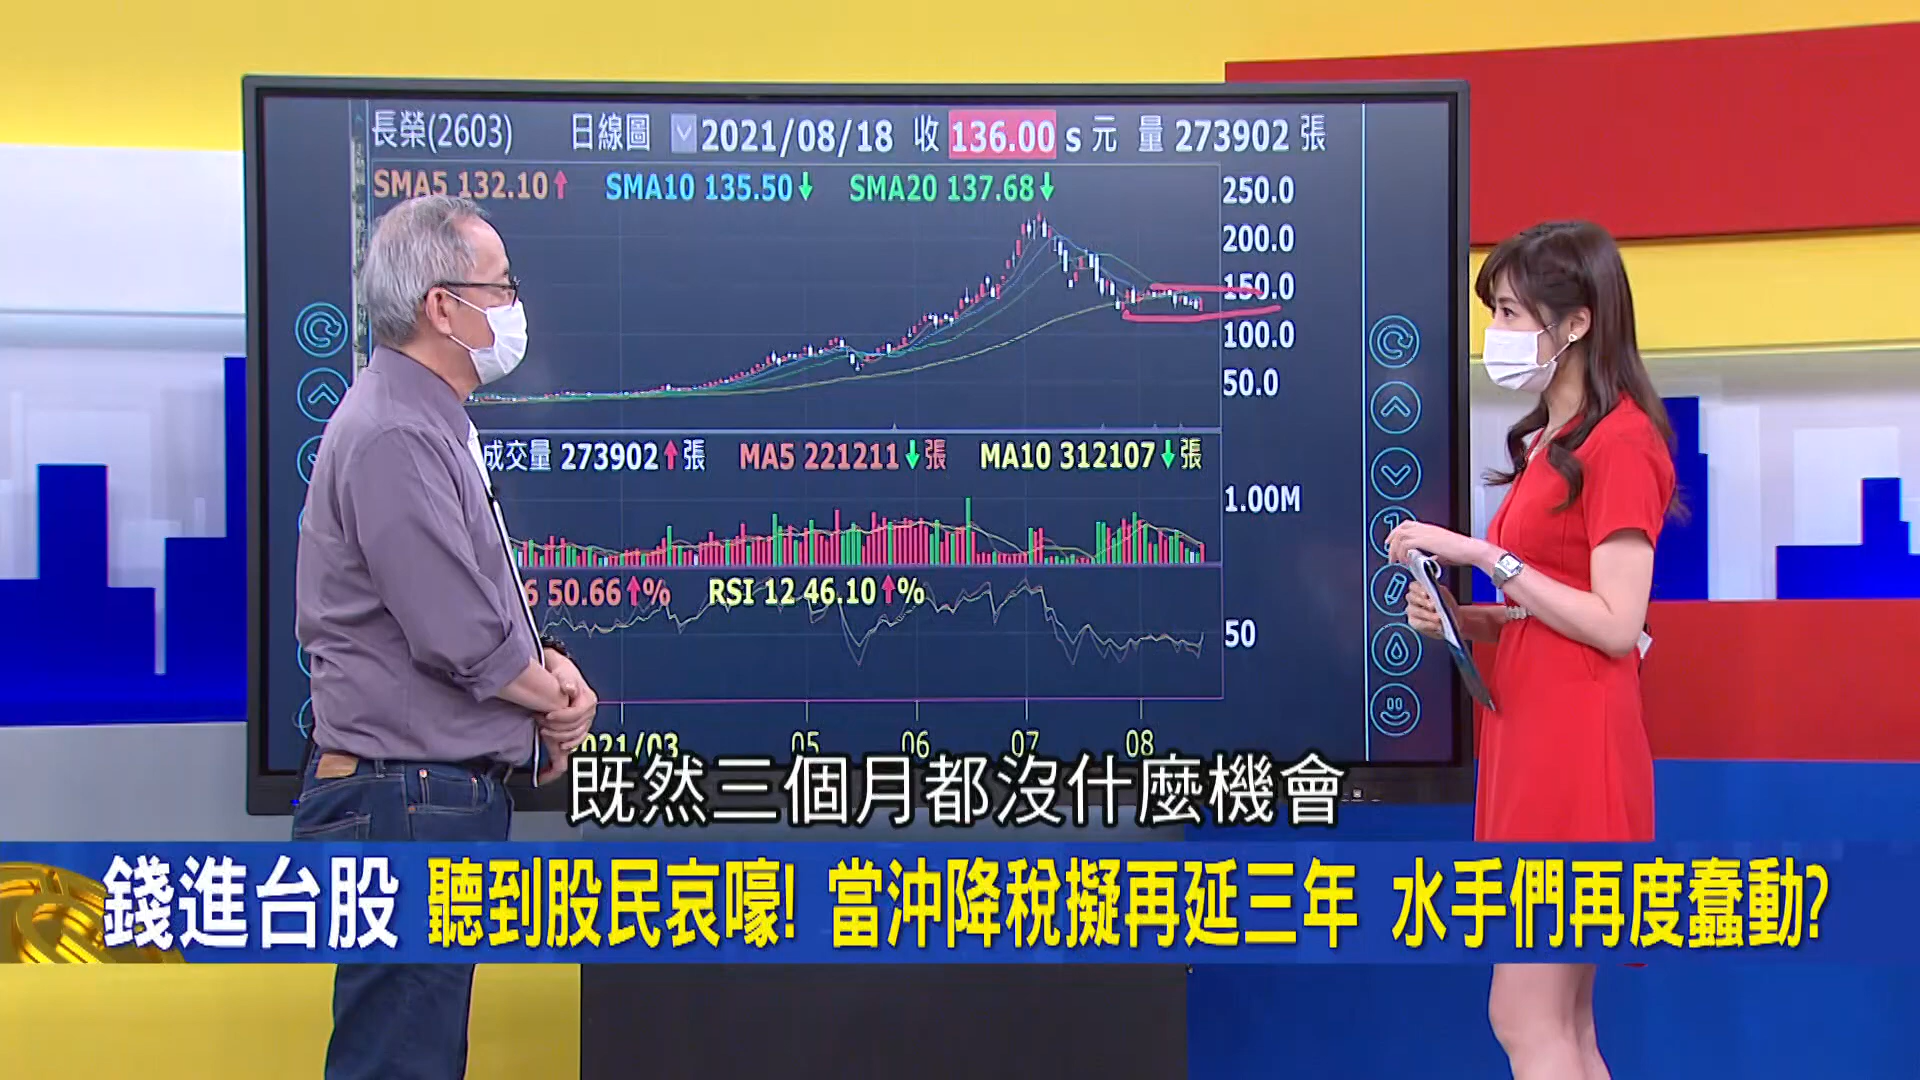 長榮(2603) 日線圖 2021/08/18 收 136.00 s 元 量 273902 張
SMA5 132.10↑ SMA10 135.50↓ SMA20 137.68↓
250.0
200.0
150.0
100.0
50.0
成交量 273902↑張 MA5 221211↓張 MA10 312107↓張
1.00M
6 50.66↑% RSI 12 46.10↑%
50
2021/03 05 06 07 08
既然三個月都沒什麼機會
錢進台股 聽到股民哀嚎! 當沖降稅擬再延三年 水手們再度蠢動?